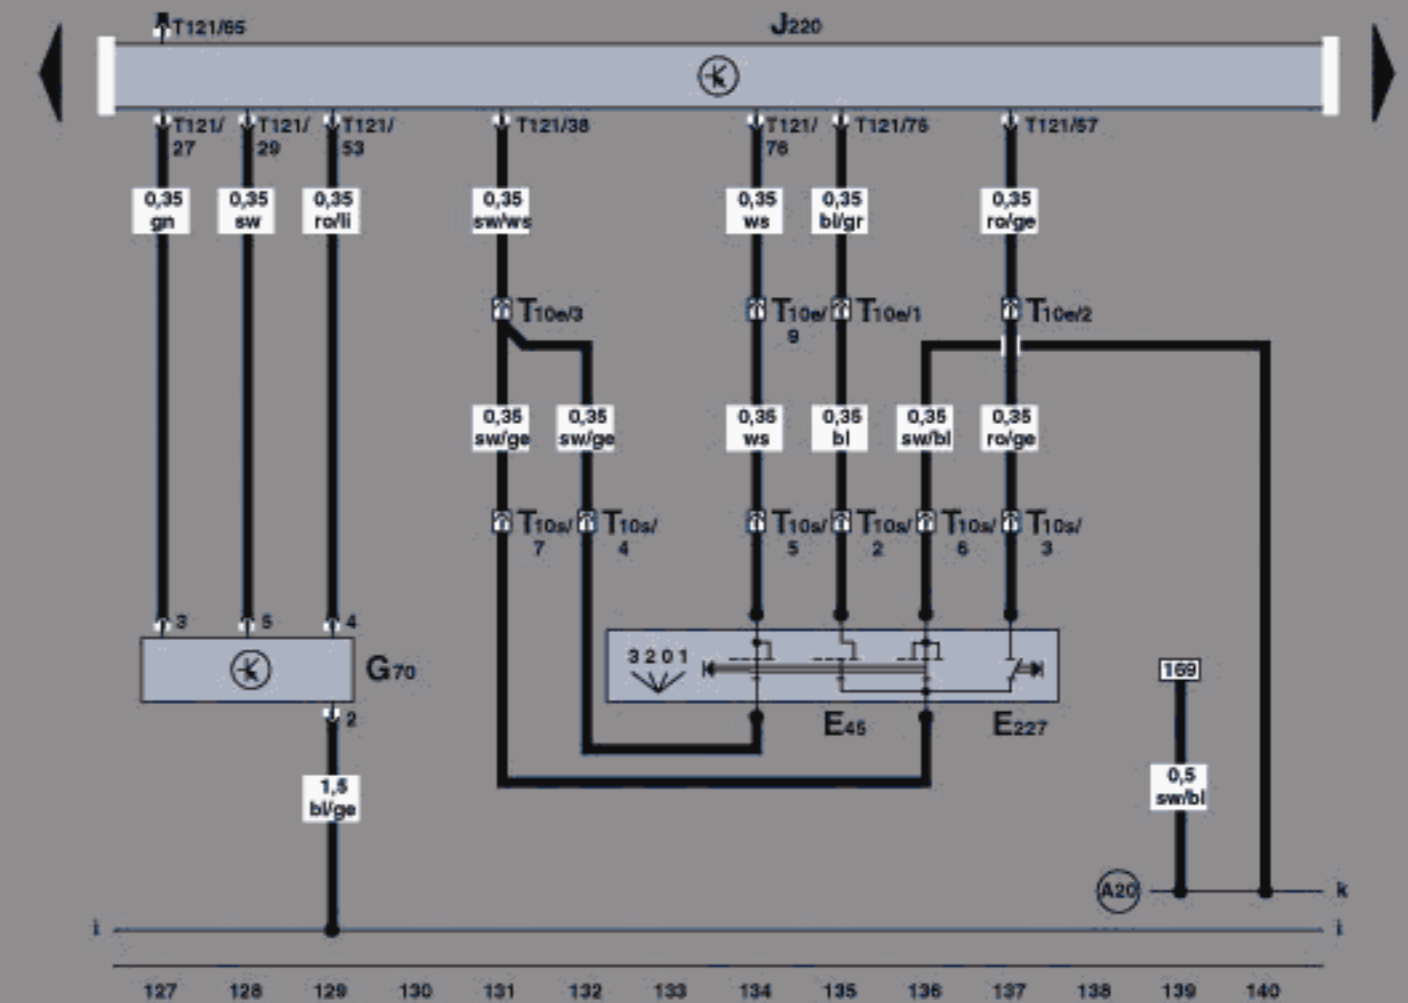 T121/65
J220
T121/
27
T121/
29
T121/
53
T121/38
T121/
76
T121/75
T121/57
0,35
gn
0,35
sw
0,35
ro/li
0,35
sw/ws
0,35
ws
0,35
bl/gr
0,35
ro/ge
T10e/3
T10e/
9
T10e/1
T10e/2
0,35
sw/ge
0,35
sw/ge
0,35
ws
0,35
bl
0,35
sw/bl
0,35
ro/ge
T10s/
7
T10s/
4
T10s/
5
T10s/
2
T10s/
6
T10s/
3
3
5
4
G70
3 2 0 1
169
2
E45
E227
1,5
bl/ge
0,5
sw/bl
A20
k
i
i
127 128 129 130 131 132 133 134 135 136 137 138 139 140